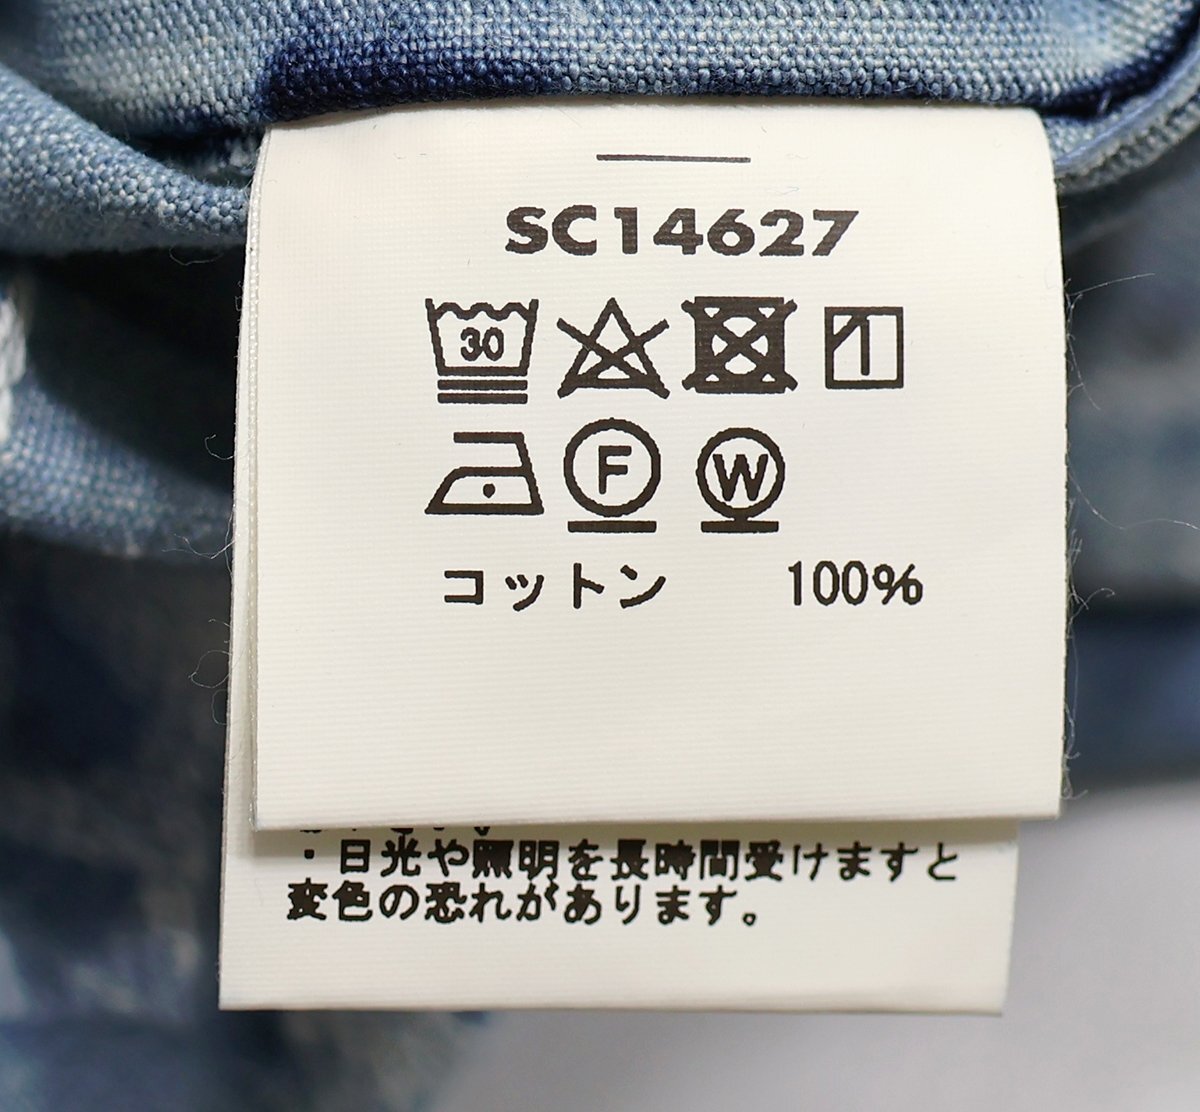 SC14627
30
F W
コットン 100%
・日光や照明を長時間受けますと
変色の恐れがあります。